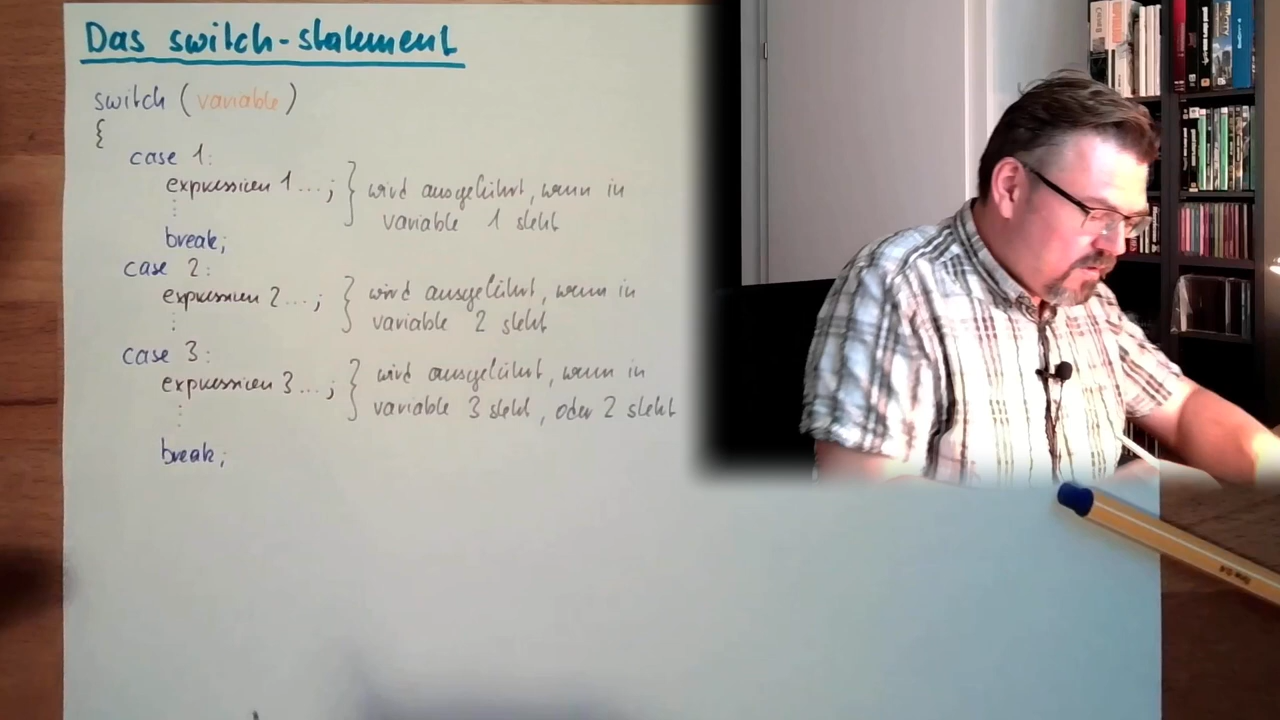 Das switch-statement
switch (variable)
{
case 1:
expression 1...; } wird ausgeführt, wenn in
variable 1 steht
break;
case 2:
expression 2...; } wird ausgeführt, wenn in
variable 2 steht
case 3:
expression 3...; } wird ausgeführt, wenn in
variable 3 steht, oder 2 steht
break;